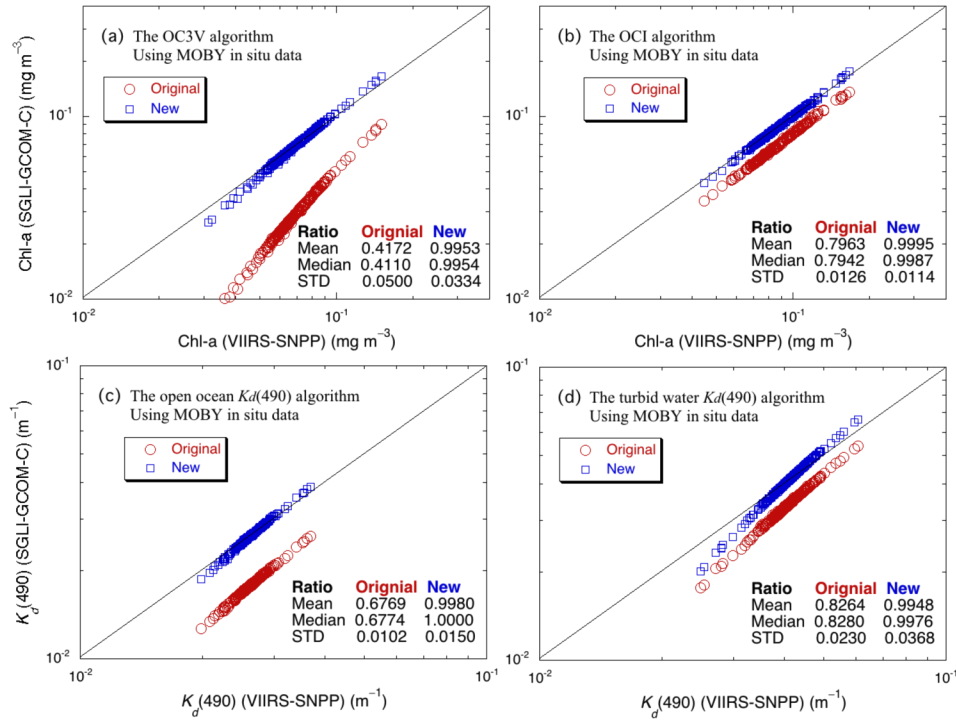 (a) The OC3V algorithm
Using MOBY in situ data
Original
New
Ratio Orignial New
Mean 0.4172 0.9953
Median 0.4110 0.9954
STD 0.0500 0.0334
Chl-a (SGLI-GCOM-C) (mg m⁻³)
10⁻¹
10⁻²
10⁻² 10⁻¹
Chl-a (VIIRS-SNPP) (mg m⁻³)
(b) The OCI algorithm
Using MOBY in situ data
Original
New
Ratio Orignial New
Mean 0.7963 0.9995
Median 0.7942 0.9987
STD 0.0126 0.0114
10⁻¹
10⁻²
10⁻² 10⁻¹
Chl-a (VIIRS-SNPP) (mg m⁻³)
(c) The open ocean Kd(490) algorithm
Using MOBY in situ data
Original
New
Ratio Orignial New
Mean 0.6769 0.9980
Median 0.6774 1.0000
STD 0.0102 0.0150
K_d(490) (SGLI-GCOM-C) (m⁻¹)
10⁻¹
10⁻²
10⁻² 10⁻¹
K_d(490) (VIIRS-SNPP) (m⁻¹)
(d) The turbid water Kd(490) algorithm
Using MOBY in situ data
Original
New
Ratio Orignial New
Mean 0.8264 0.9948
Median 0.8280 0.9976
STD 0.0230 0.0368
10⁻¹
10⁻²
10⁻² 10⁻¹
K_d(490) (VIIRS-SNPP) (m⁻¹)